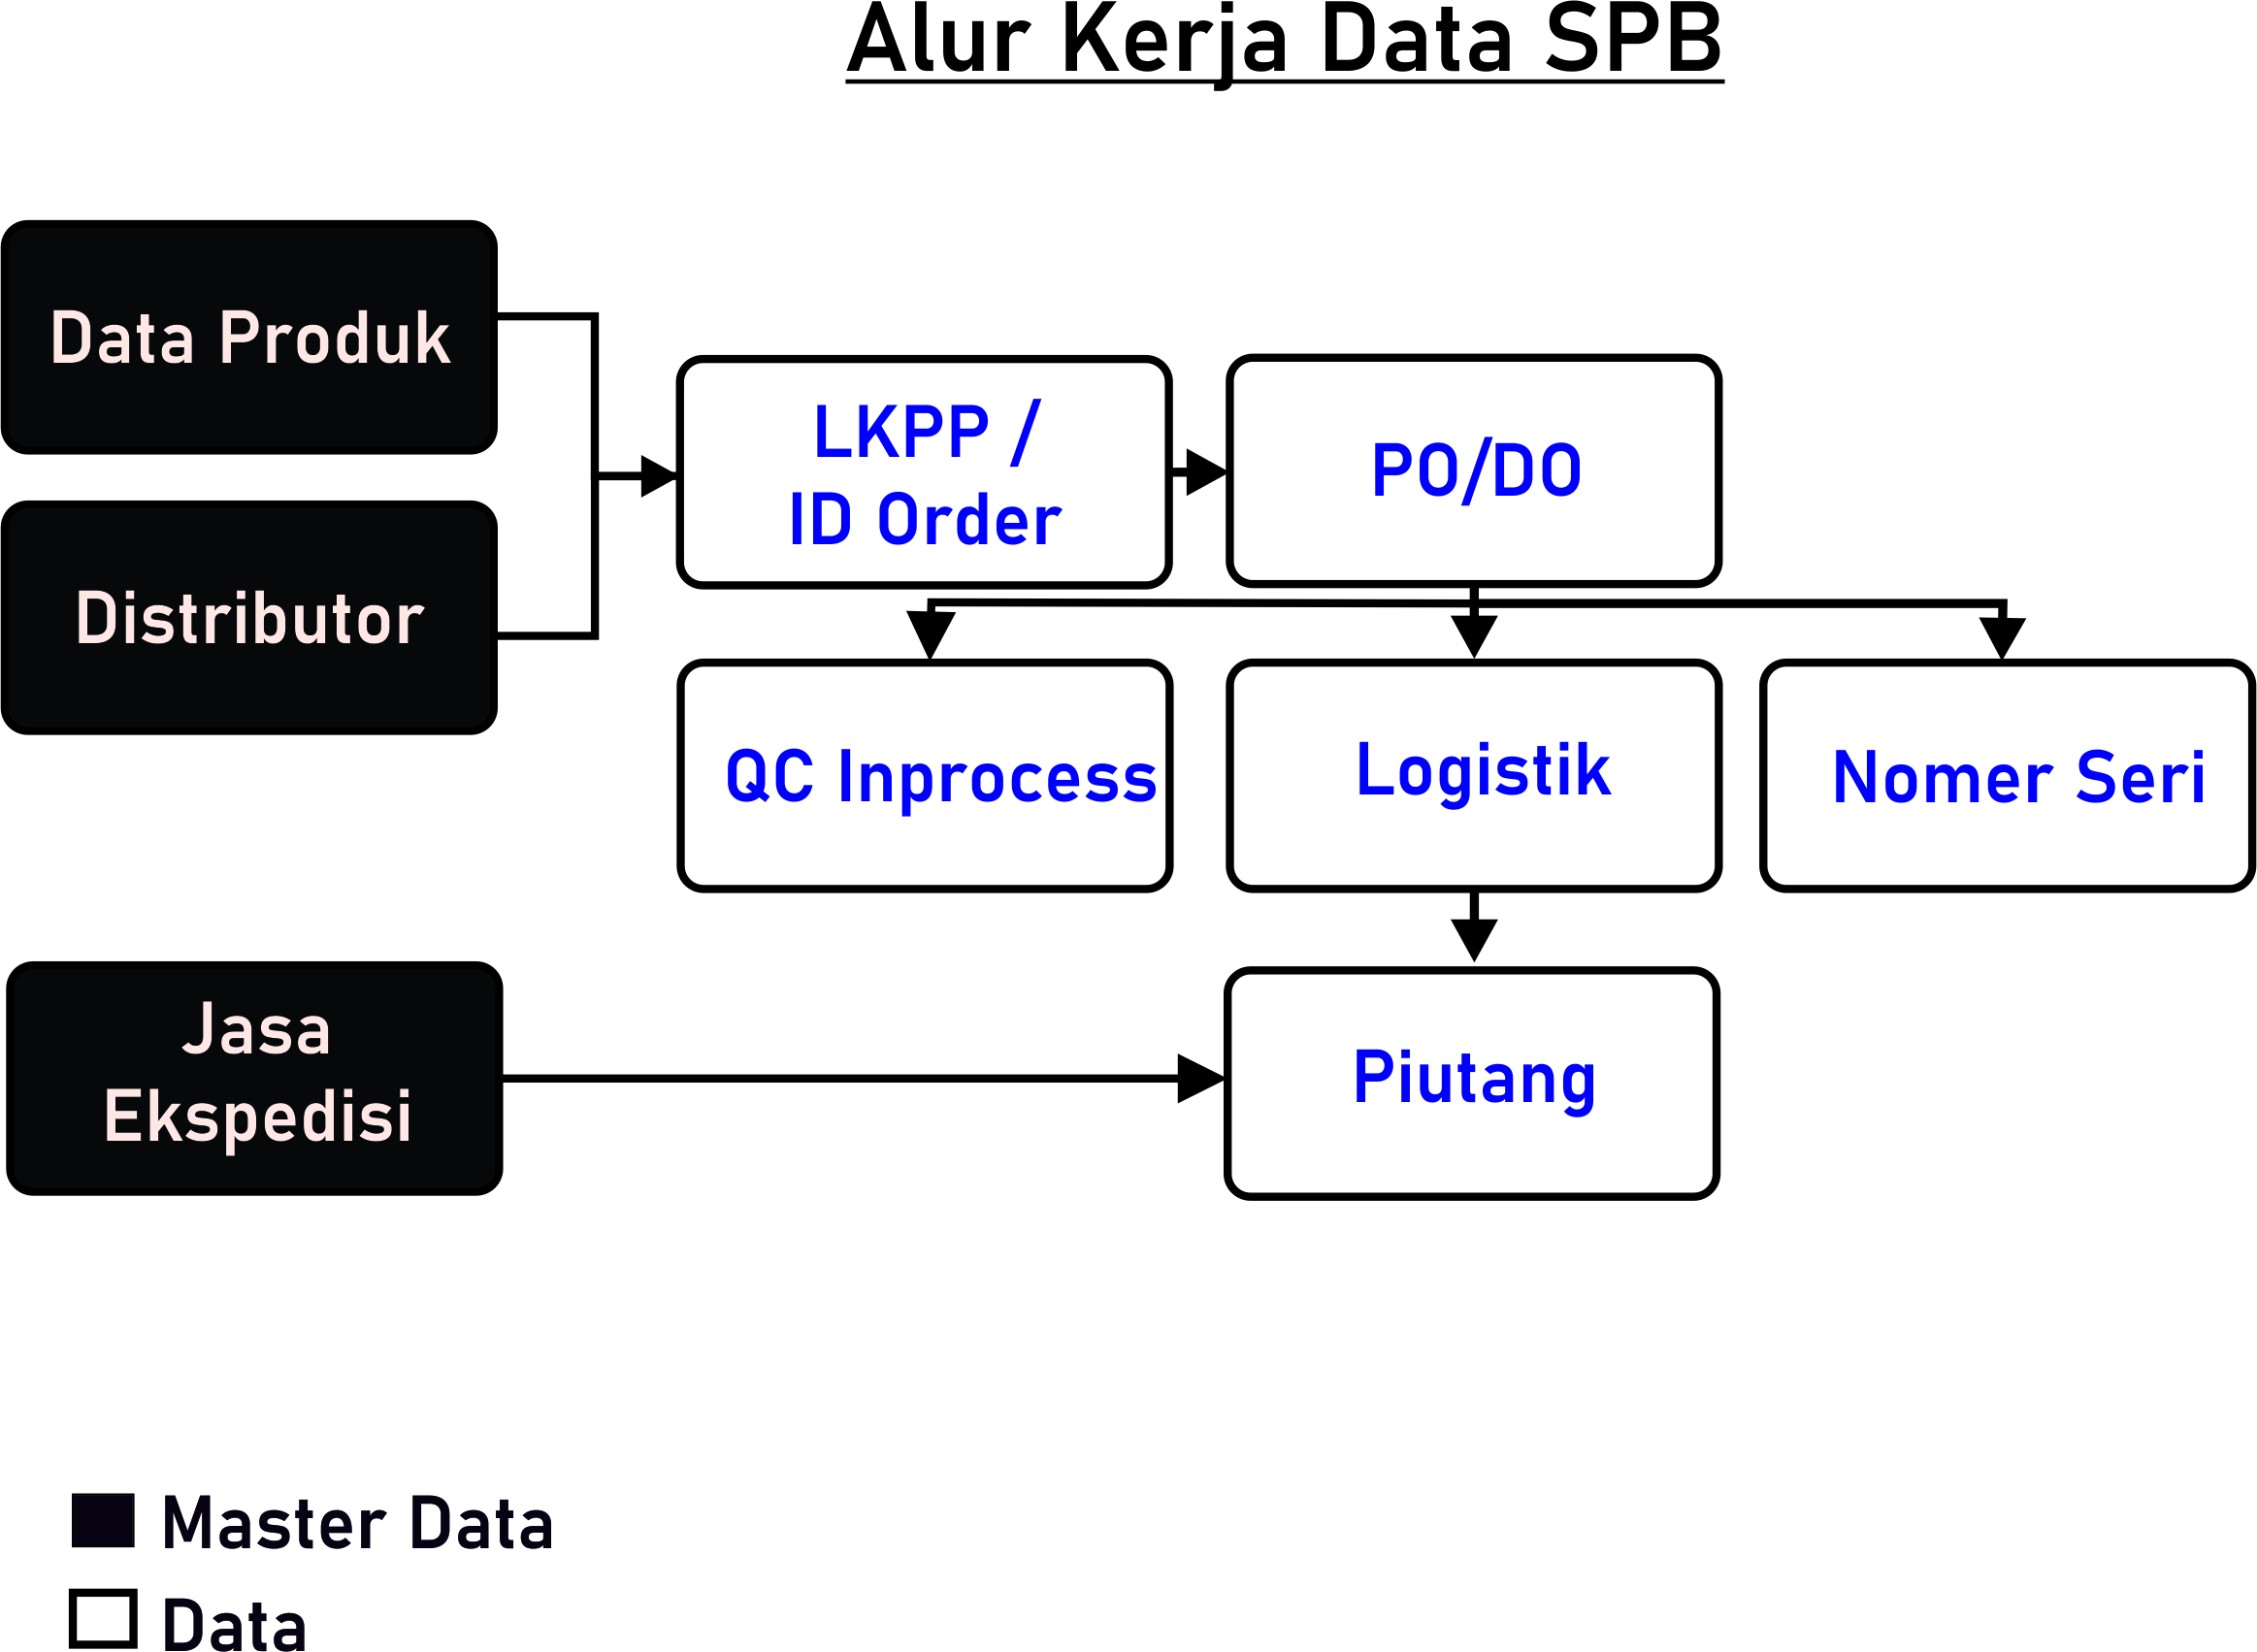 Alur Kerja Data SPB
Data Produk
LKPP /
ID Order
PO/DO
Distributor
QC Inprocess
Logistik
Nomer Seri
Jasa
Ekspedisi
Piutang
Master Data
Data